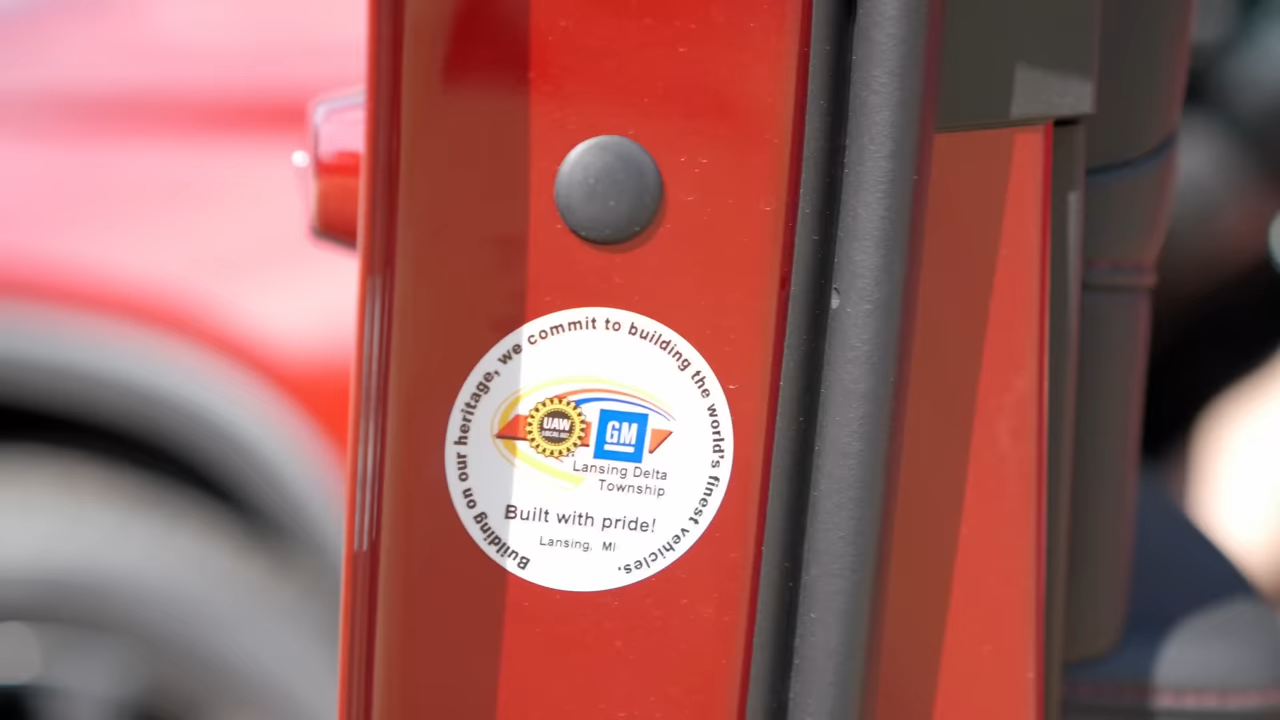 Building on our heritage, we commit to building the world's finest vehicles.
UAW
GM
Lansing Delta
Township
Built with pride!
Lansing, MI